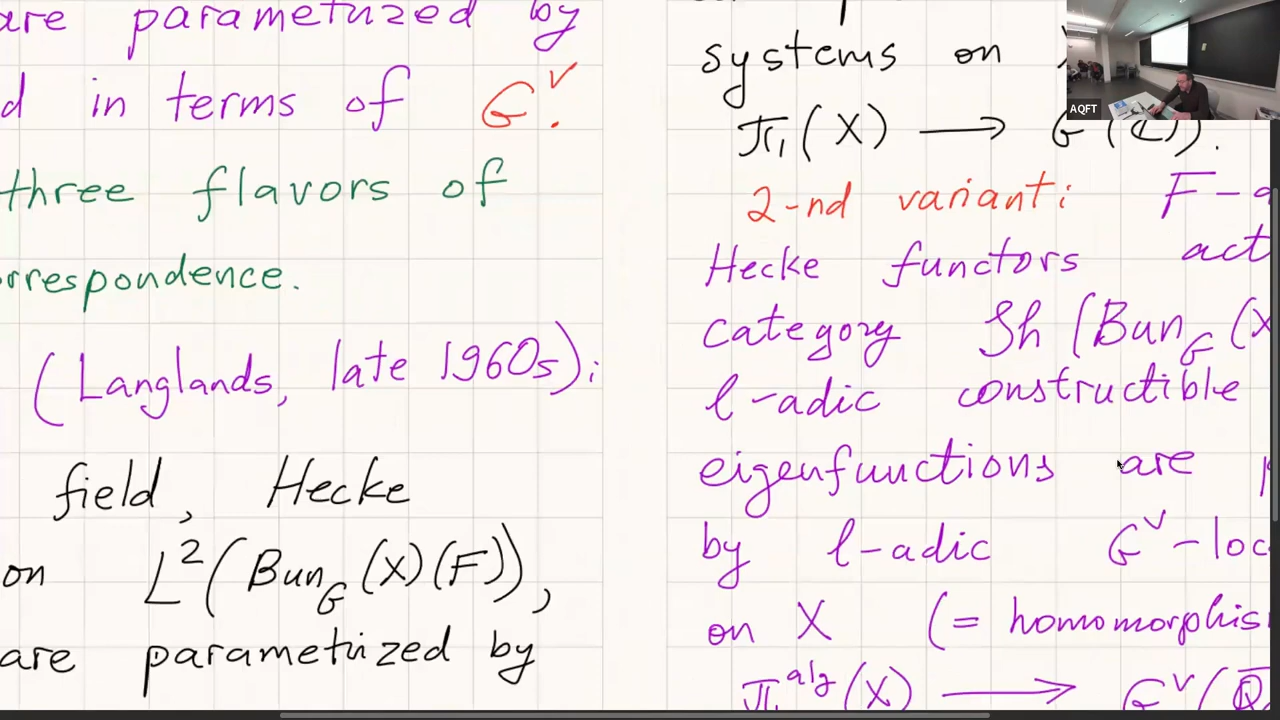 are parametrized by
d in terms of G^∨.
three flavors of
orrespondence.
(Langlands, late 1960s):
field, Hecke
on L²(Bun_G(X)(F)),
are parametrized by
systems on
π₁(X) ⟶ G(ℂ)).
2-nd variant: F-a
Hecke functors act
category Sh(Bun_G(X
ℓ-adic constructible
eigenfunctions are
by ℓ-adic G^∨-loc
on X (= homomorphis
π₁^alg(X) ⟶ G^∨(ℚ̄
AQFT